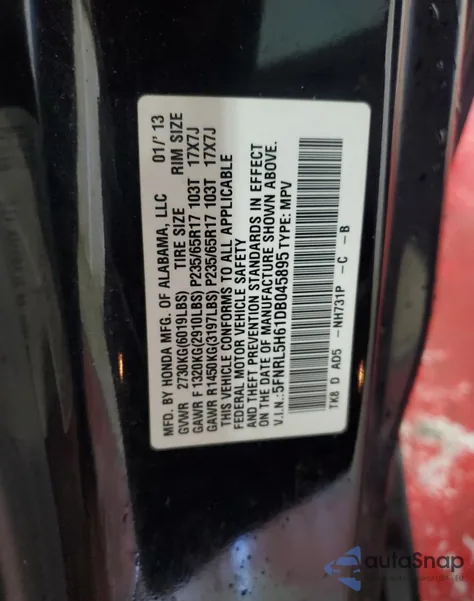 MFD. BY HONDA MFG. OF ALABAMA, LLC 01/'13
GVWR 2730KG(6019LBS) TIRE SIZE RIM SIZE
GAWR F 1320KG(2910LBS) P235/65R17 103T 17X7J
GAWR R1450KG(3197LBS) P235/65R17 103T 17X7J
THIS VEHICLE CONFORMS TO ALL APPLICABLE
FEDERAL MOTOR VEHICLE SAFETY
AND THEFT PREVENTION STANDARDS IN EFFECT
ON THE DATE OF MANUFACTURE SHOWN ABOVE.
V.I.N.:5FNRL5H61DB045895 TYPE: MPV
TK8 D AD5 -NH731P -C -B
autoSnap